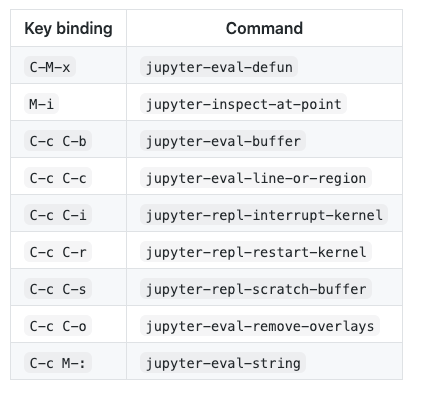 Key binding Command
C-M-x jupyter-eval-defun
M-i jupyter-inspect-at-point
C-c C-b jupyter-eval-buffer
C-c C-c jupyter-eval-line-or-region
C-c C-i jupyter-repl-interrupt-kernel
C-c C-r jupyter-repl-restart-kernel
C-c C-s jupyter-repl-scratch-buffer
C-c C-o jupyter-eval-remove-overlays
C-c M-: jupyter-eval-string